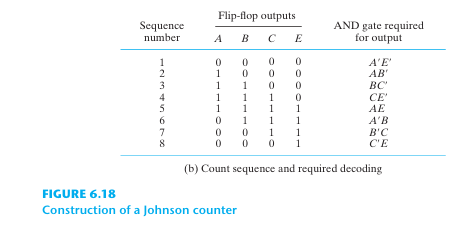 Flip-flop outputs
Sequence number A B C E AND gate required for output
1 0 0 0 0 A'E'
2 1 0 0 0 AB'
3 1 1 0 0 BC'
4 1 1 1 0 CE'
5 1 1 1 1 AE
6 0 1 1 1 A'B
7 0 0 1 1 B'C
8 0 0 0 1 C'E
(b) Count sequence and required decoding
FIGURE 6.18
Construction of a Johnson counter